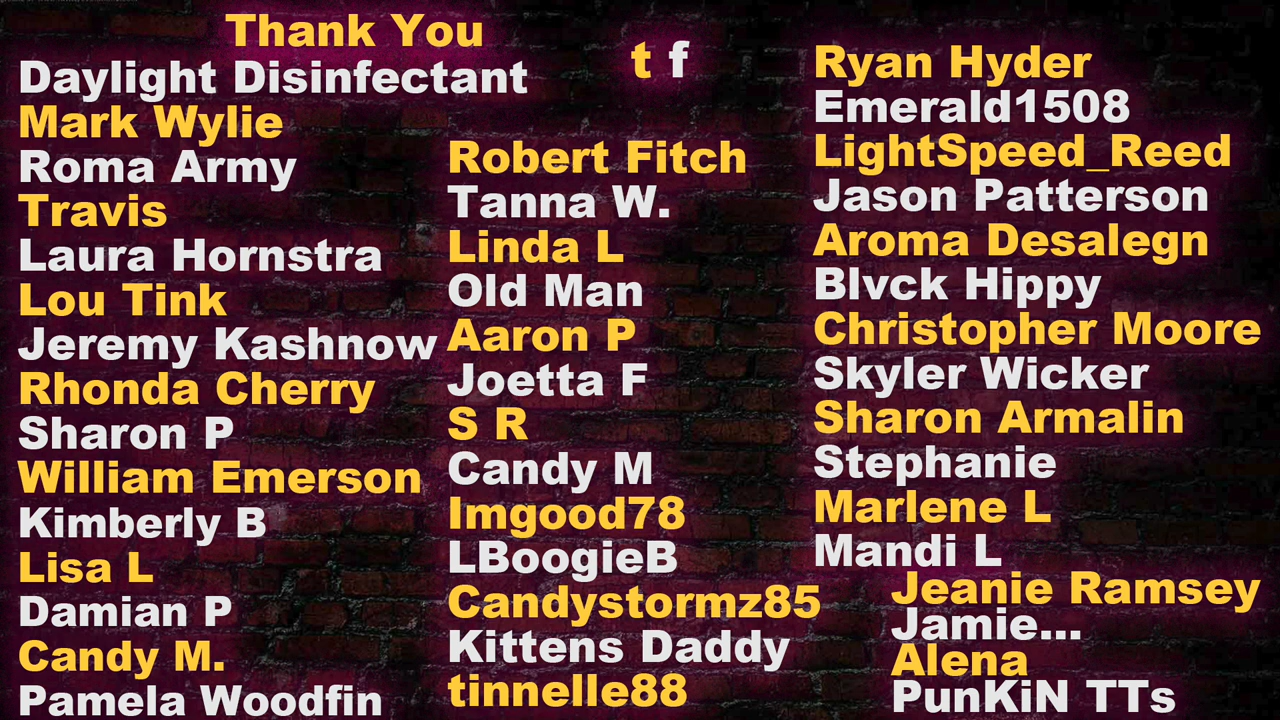 Thank You
Daylight Disinfectant
Mark Wylie
Roma Army
Travis
Laura Hornstra
Lou Tink
Jeremy Kashnow
Rhonda Cherry
Sharon P
William Emerson
Kimberly B
Lisa L
Damian P
Candy M.
Pamela Woodfin
t f
Robert Fitch
Tanna W.
Linda L
Old Man
Aaron P
Joetta F
S R
Candy M
Imgood78
LBoogieB
Candystormz85
Kittens Daddy
tinnelle88
Ryan Hyder
Emerald1508
LightSpeed_Reed
Jason Patterson
Aroma Desalegn
Blvck Hippy
Christopher Moore
Skyler Wicker
Sharon Armalin
Stephanie
Marlene L
Mandi L
Jeanie Ramsey
Jamie...
Alena
PunKiN TTs